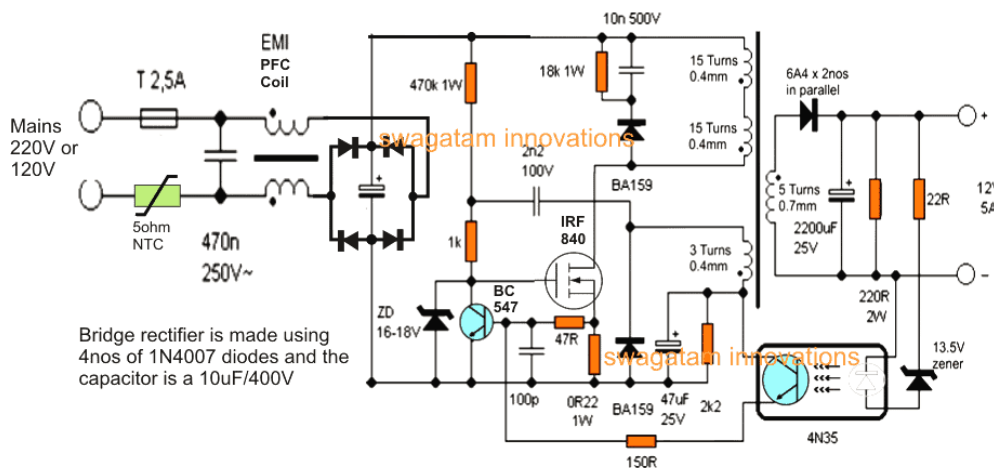 10n 500V
EMI
PFC
Coil
T 2,5A
470k 1W
18k 1W
15 Turns
0.4mm
6A4 x 2nos
in parallel
+
Mains
220V or
120V
swagatam innovations
15 Turns
0.4mm
2n2
100V
BA159
5 Turns
0.7mm
22R
12V
5A
5ohm
NTC
470n
250V~
1k
IRF
840
3 Turns
0.4mm
+
2200uF
25V
–
BC
547
ZD
16-18V
220R
2W
Bridge rectifier is made using
4nos of 1N4007 diodes and the
capacitor is a 10uF/400V
47R
swagatam innovations
13.5V
zener
100p
0R22
1W
BA159
47uF
25V
2k2
4N35
150R